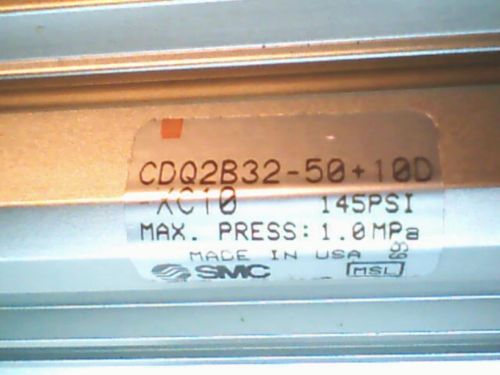 CDQ2B32-50+10D
-XC10 145PSI
MAX. PRESS: 1.0MPa
MADE IN USA
SMC MSL